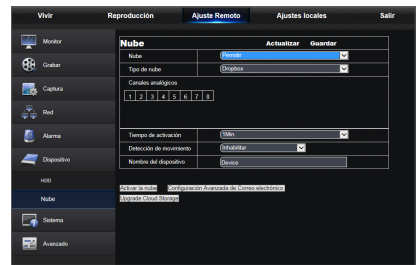 Vivir Reproducción Ajuste Remoto Ajustes locales Salir
Monitor
Grabar
Captura
Red
Alarma
Dispositivo
HDD
Nube
Sistema
Avanzado
Nube Actualizar Guardar
Nube Permitir
Tipo de nube Dropbox
Canales analógicos
1 2 3 4 5 6 7 8
Tiempo de activación 1Min
Detección de movimiento Inhabilitar
Nombre del dispositivo Device
Activar la nube Configuración Avanzada de Correo electrónico
Upgrade Cloud Storage